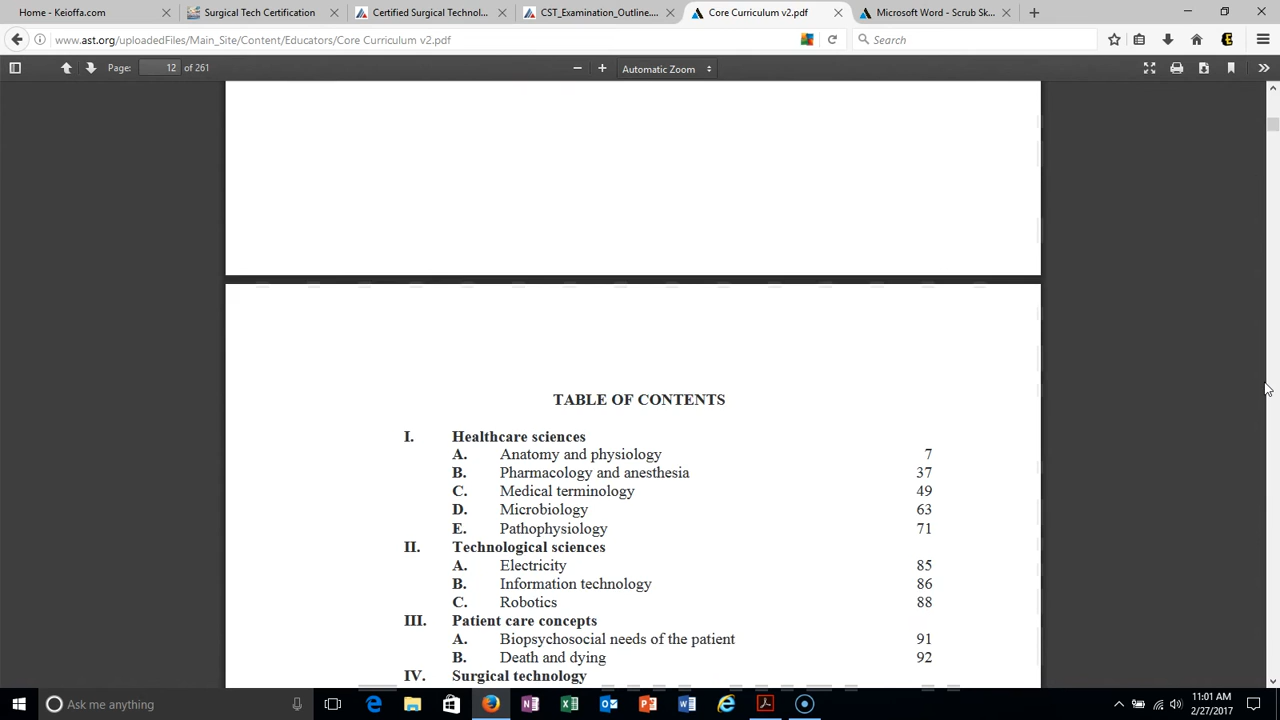 Home - Keioffa.com
Surgical Tech Certification
Certified Surgical Technol...
CST_Examination_Outline....
Core Curriculum v2.pdf
Microsoft Word - Scrub Sk...
www.ast.org/uploadedFiles/Main_Site/Content/Educators/Core Curriculum v2.pdf
Search
Page: 12 of 261
Automatic Zoom
TABLE OF CONTENTS
I. Healthcare sciences
A. Anatomy and physiology 7
B. Pharmacology and anesthesia 37
C. Medical terminology 49
D. Microbiology 63
E. Pathophysiology 71
II. Technological sciences
A. Electricity 85
B. Information technology 86
C. Robotics 88
III. Patient care concepts
A. Biopsychosocial needs of the patient 91
B. Death and dying 92
IV. Surgical technology
Ask me anything
11:01 AM
2/27/2017